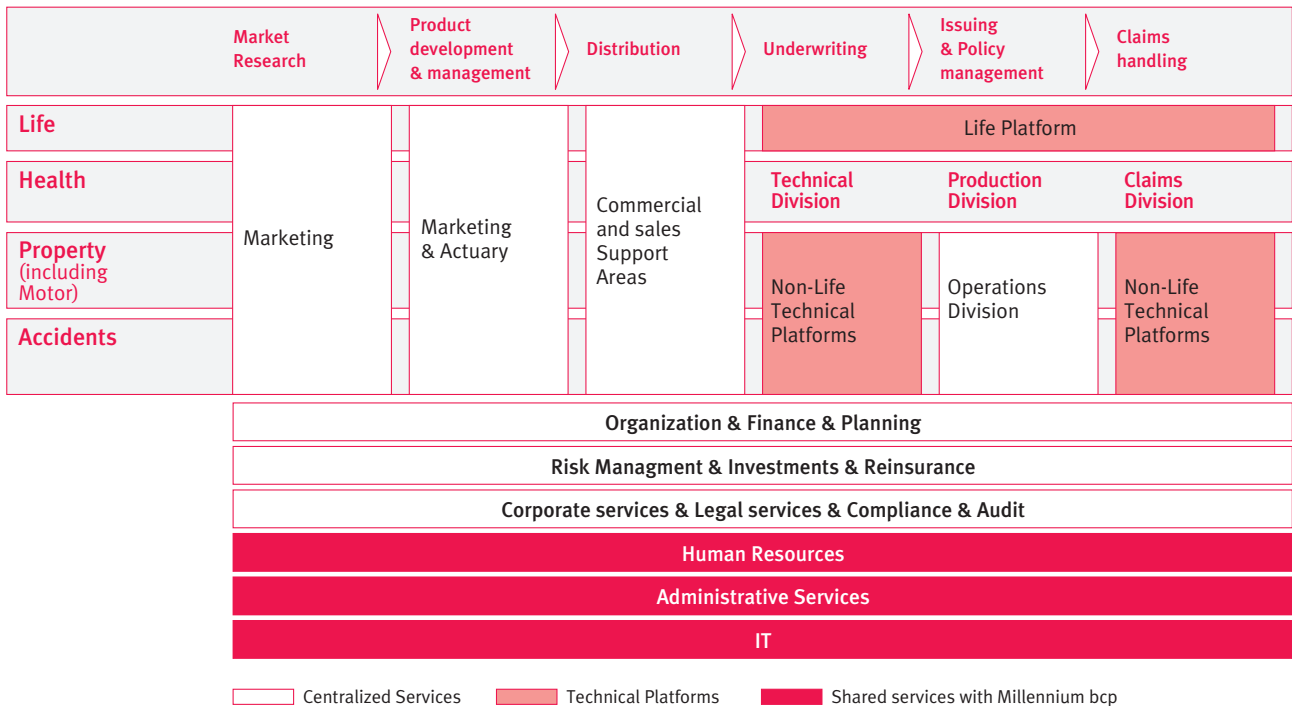 Market
Research
Product
development
& management
Distribution
Underwriting
Issuing
& Policy
management
Claims
handling
Life
Life Platform
Health
Technical
Division
Production
Division
Claims
Division
Marketing
Marketing
& Actuary
Commercial
and sales
Support
Areas
Property
(including
Motor)
Non-Life
Technical
Platforms
Operations
Division
Non-Life
Technical
Platforms
Accidents
Organization & Finance & Planning
Risk Managment & Investments & Reinsurance
Corporate services & Legal services & Compliance & Audit
Human Resources
Administrative Services
IT
Centralized Services
Technical Platforms
Shared services with Millennium bcp